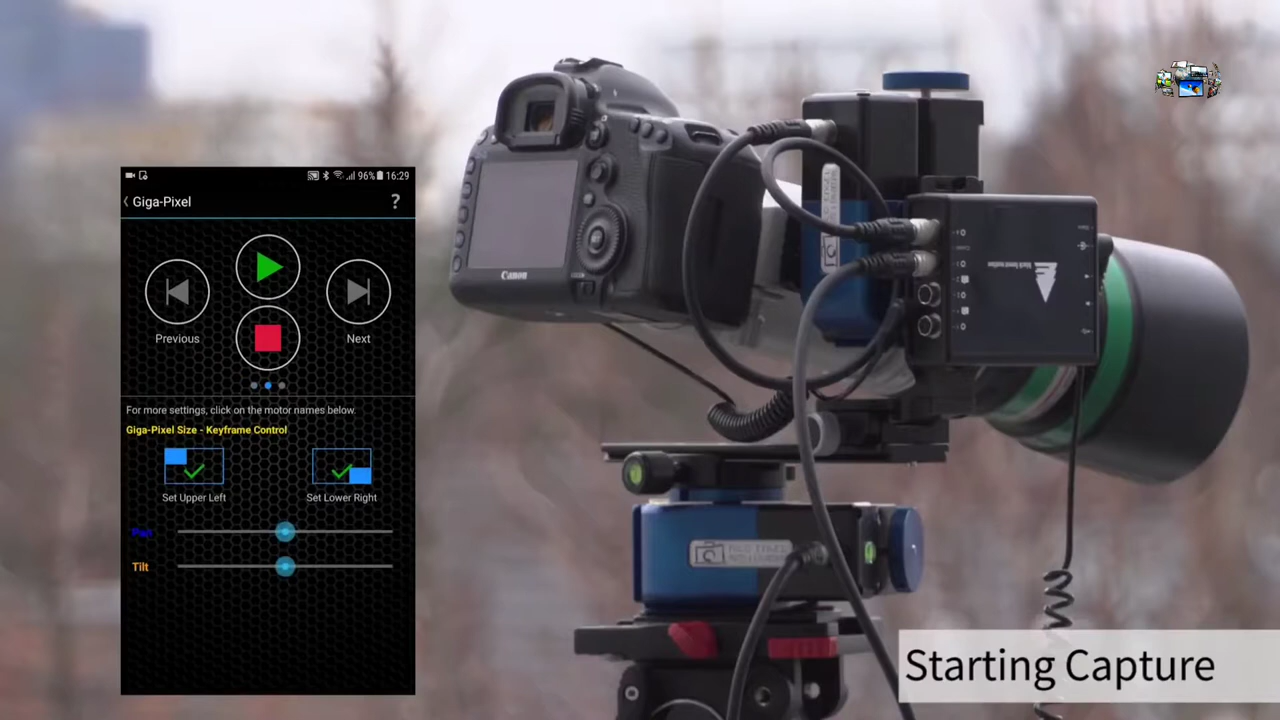 96% 16:29
Giga-Pixel ?
Previous
Next
For more settings, click on the motor names below.
Giga-Pixel Size - Keyframe Control
Set Upper Left
Set Lower Right
Pan
Tilt
Canon
Starting Capture